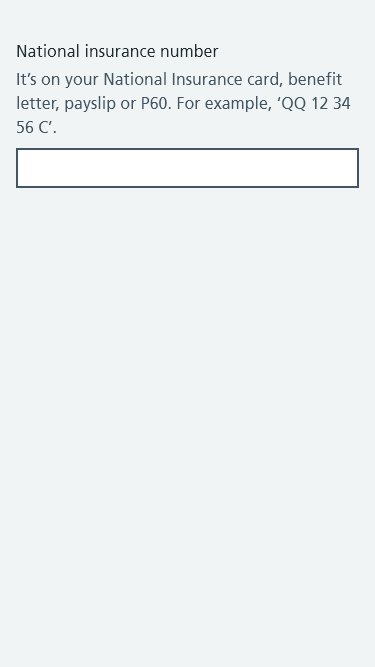 National insurance number
It’s on your National Insurance card, benefit
letter, payslip or P60. For example, ‘QQ 12 34
56 C’.